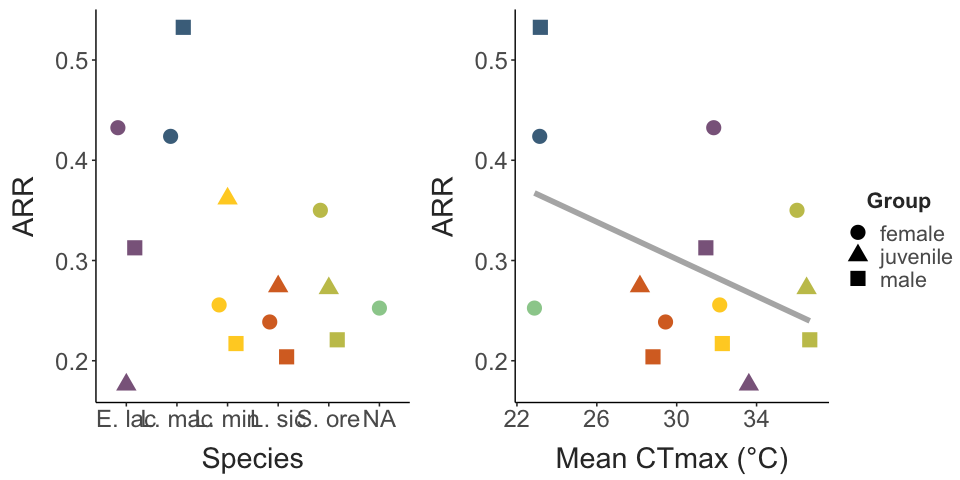 ARR
0.5
0.4
0.3
0.2
E. lac
L. mac
L. min
L. sic
S. ore
NA
Species
ARR
0.5
0.4
0.3
0.2
22
26
30
34
Mean CTmax (°C)
Group
female
juvenile
male